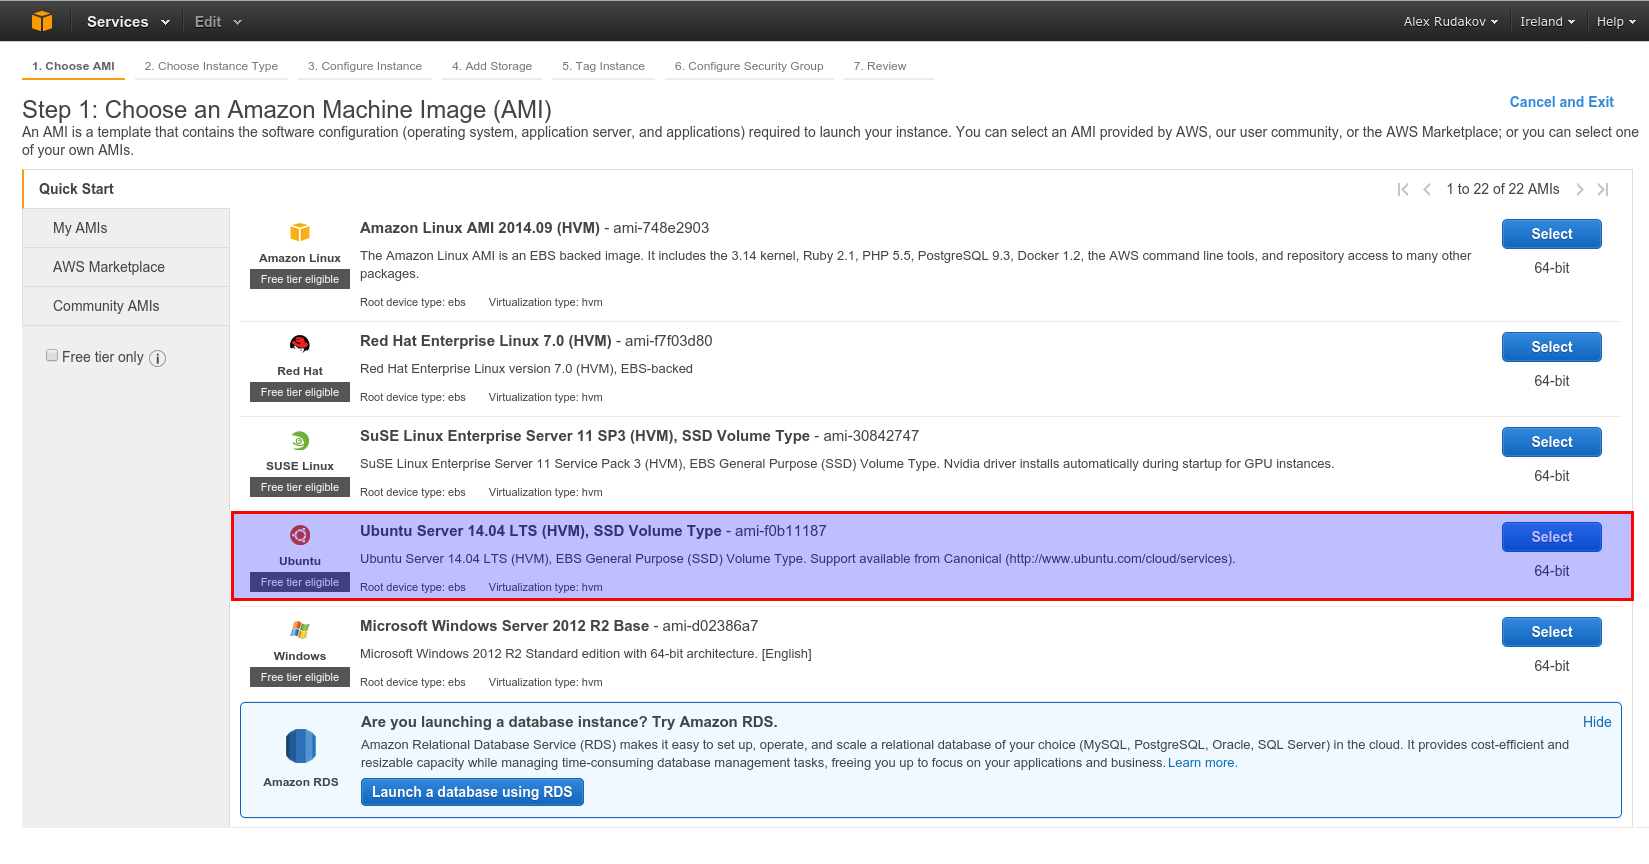 Services Edit Alex Rudakov Ireland Help
1. Choose AMI 2. Choose Instance Type 3. Configure Instance 4. Add Storage 5. Tag Instance 6. Configure Security Group 7. Review
Step 1: Choose an Amazon Machine Image (AMI)
Cancel and Exit
An AMI is a template that contains the software configuration (operating system, application server, and applications) required to launch your instance. You can select an AMI provided by AWS, our user community, or the AWS Marketplace; or you can select one
of your own AMIs.
Quick Start
1 to 22 of 22 AMIs
My AMIs
AWS Marketplace
Community AMIs
Free tier only
Amazon Linux
Free tier eligible
Amazon Linux AMI 2014.09 (HVM) - ami-748e2903
The Amazon Linux AMI is an EBS backed image. It includes the 3.14 kernel, Ruby 2.1, PHP 5.5, PostgreSQL 9.3, Docker 1.2, the AWS command line tools, and repository access to many other
packages.
Root device type: ebs Virtualization type: hvm
Select
64-bit
Red Hat
Free tier eligible
Red Hat Enterprise Linux 7.0 (HVM) - ami-f7f03d80
Red Hat Enterprise Linux version 7.0 (HVM), EBS-backed
Root device type: ebs Virtualization type: hvm
Select
64-bit
SUSE Linux
Free tier eligible
SuSE Linux Enterprise Server 11 SP3 (HVM), SSD Volume Type - ami-30842747
SuSE Linux Enterprise Server 11 Service Pack 3 (HVM), EBS General Purpose (SSD) Volume Type. Nvidia driver installs automatically during startup for GPU instances.
Root device type: ebs Virtualization type: hvm
Select
64-bit
Ubuntu
Free tier eligible
Ubuntu Server 14.04 LTS (HVM), SSD Volume Type - ami-f0b11187
Ubuntu Server 14.04 LTS (HVM), EBS General Purpose (SSD) Volume Type. Support available from Canonical (http://www.ubuntu.com/cloud/services).
Root device type: ebs Virtualization type: hvm
Select
64-bit
Windows
Free tier eligible
Microsoft Windows Server 2012 R2 Base - ami-d02386a7
Microsoft Windows 2012 R2 Standard edition with 64-bit architecture. [English]
Root device type: ebs Virtualization type: hvm
Select
64-bit
Amazon RDS
Are you launching a database instance? Try Amazon RDS.
Hide
Amazon Relational Database Service (RDS) makes it easy to set up, operate, and scale a relational database of your choice (MySQL, PostgreSQL, Oracle, SQL Server) in the cloud. It provides cost-efficient and
resizable capacity while managing time-consuming database management tasks, freeing you up to focus on your applications and business. Learn more.
Launch a database using RDS